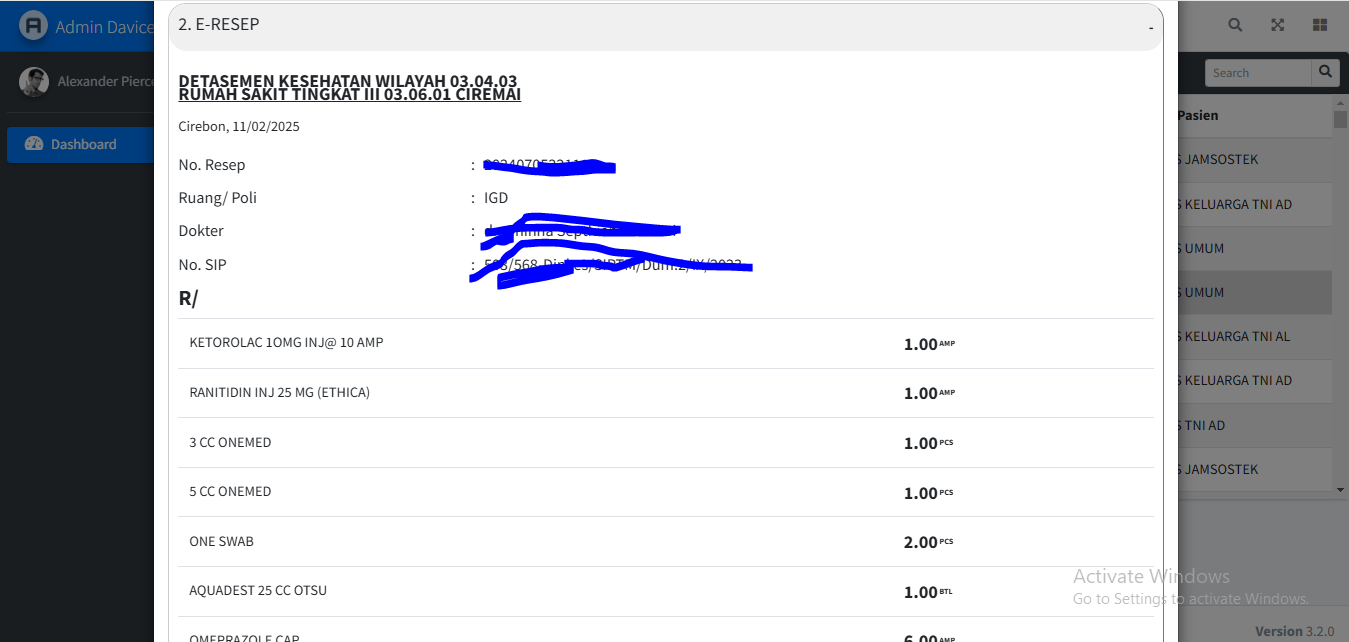 Admin Davice
Alexander Pierce
Dashboard
2. E-RESEP
-
DETASEMEN KESEHATAN WILAYAH 03.04.03
RUMAH SAKIT TINGKAT III 03.06.01 CIREMAI
Cirebon, 11/02/2025
No. Resep :
Ruang/ Poli : IGD
Dokter :
No. SIP :
R/
KETOROLAC 1OMG INJ@ 10 AMP 1.00 AMP
RANITIDIN INJ 25 MG (ETHICA) 1.00 AMP
3 CC ONEMED 1.00 PCS
5 CC ONEMED 1.00 PCS
ONE SWAB 2.00 PCS
AQUADEST 25 CC OTSU 1.00 BTL
OMEPRAZOLE CAP 6.00 AMP
Search
Pasien
S JAMSOSTEK
S KELUARGA TNI AD
S UMUM
S UMUM
S KELUARGA TNI AL
S KELUARGA TNI AD
S TNI AD
S JAMSOSTEK
Activate Windows
Go to Settings to activate Windows.
Version 3.2.0